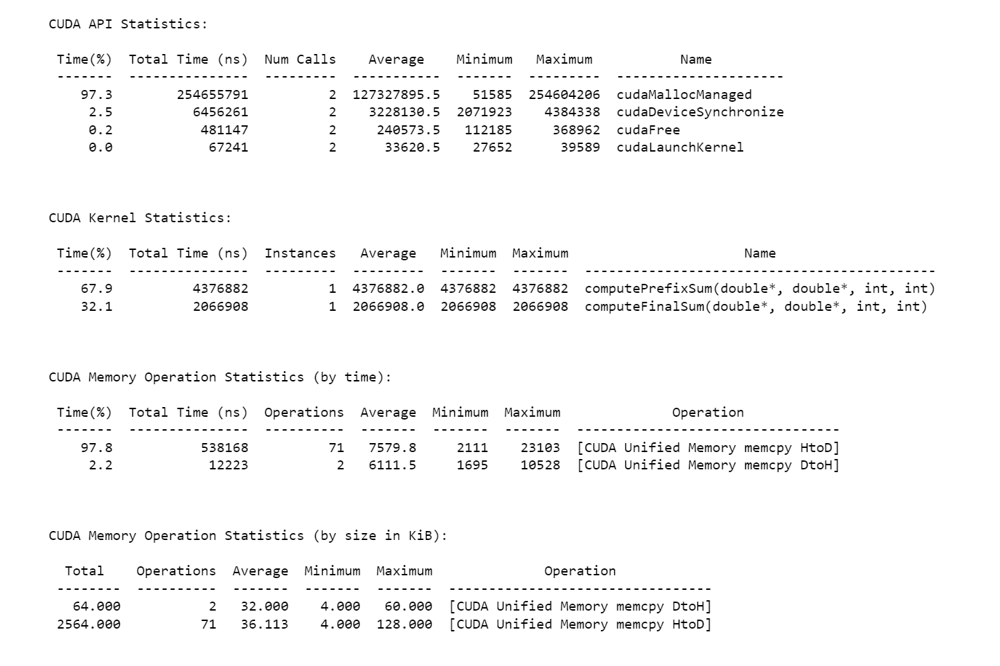 CUDA API Statistics:
Time(%) Total Time (ns) Num Calls Average Minimum Maximum Name
------- --------------- --------- ----------- ------- --------- ---------------------
97.3 254655791 2 127327895.5 51585 254604206 cudaMallocManaged
2.5 6456261 2 3228130.5 2071923 4384338 cudaDeviceSynchronize
0.2 481147 2 240573.5 112185 368962 cudaFree
0.0 67241 2 33620.5 27652 39589 cudaLaunchKernel
CUDA Kernel Statistics:
Time(%) Total Time (ns) Instances Average Minimum Maximum Name
------- --------------- --------- --------- ------- ------- --------------------------------------------
67.9 4376882 1 4376882.0 4376882 4376882 computePrefixSum(double*, double*, int, int)
32.1 2066908 1 2066908.0 2066908 2066908 computeFinalSum(double*, double*, int, int)
CUDA Memory Operation Statistics (by time):
Time(%) Total Time (ns) Operations Average Minimum Maximum Operation
------- --------------- ---------- ------- ------- ------- ---------------------------------
97.8 538168 71 7579.8 2111 23103 [CUDA Unified Memory memcpy HtoD]
2.2 12223 2 6111.5 1695 10528 [CUDA Unified Memory memcpy DtoH]
CUDA Memory Operation Statistics (by size in KiB):
Total Operations Average Minimum Maximum Operation
-------- ---------- ------- ------- ------- ---------------------------------
64.000 2 32.000 4.000 60.000 [CUDA Unified Memory memcpy DtoH]
2564.000 71 36.113 4.000 128.000 [CUDA Unified Memory memcpy HtoD]